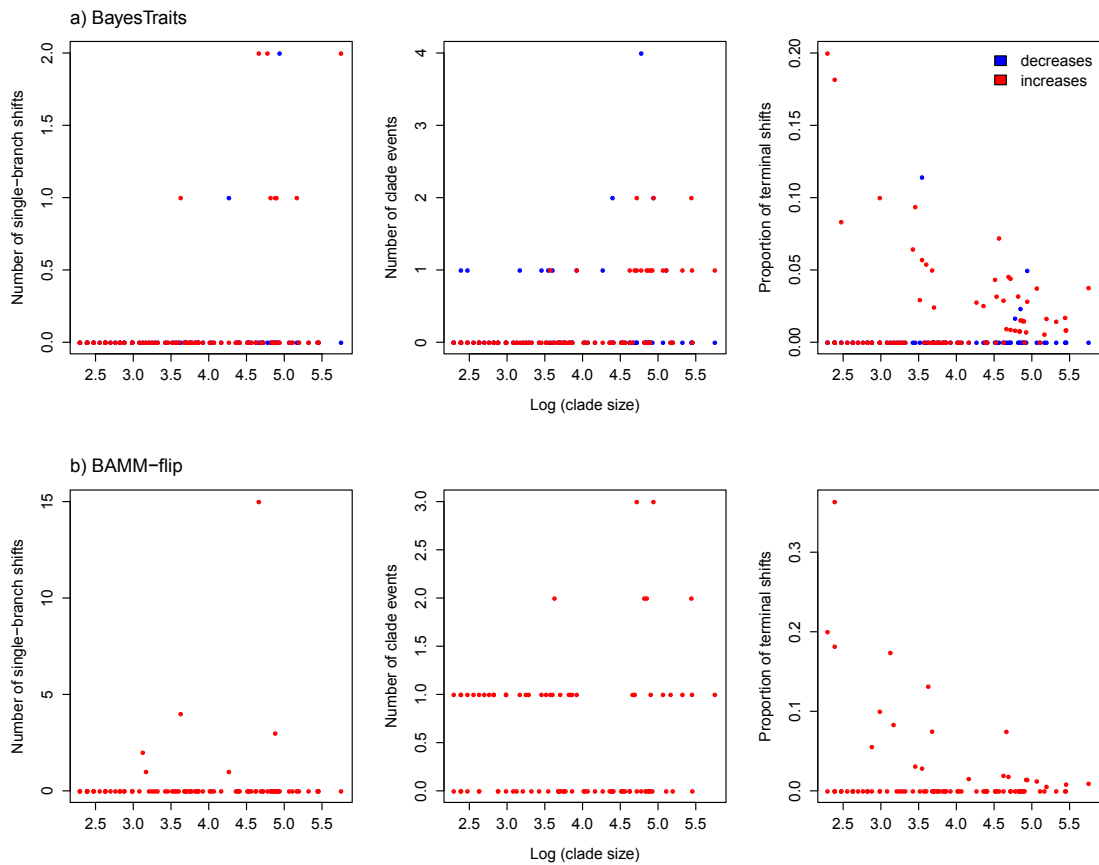 a) BayesTraits
Number of single−branch shifts
2.0
1.5
1.0
0.5
0.0
2.5 3.0 3.5 4.0 4.5 5.0 5.5
Number of clade events
4
3
2
1
0
2.5 3.0 3.5 4.0 4.5 5.0 5.5
Log (clade size)
Proportion of terminal shifts
0.20
0.15
0.10
0.05
0.00
decreases
increases
2.5 3.0 3.5 4.0 4.5 5.0 5.5
b) BAMM−flip
Number of single−branch shifts
15
10
5
0
2.5 3.0 3.5 4.0 4.5 5.0 5.5
Number of clade events
3.0
2.5
2.0
1.5
1.0
0.5
0.0
2.5 3.0 3.5 4.0 4.5 5.0 5.5
Log (clade size)
Proportion of terminal shifts
0.3
0.2
0.1
0.0
2.5 3.0 3.5 4.0 4.5 5.0 5.5